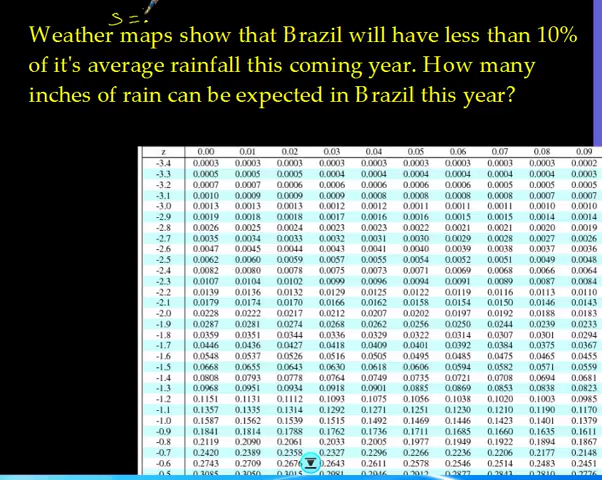 S=?
Weather maps show that Brazil will have less than 10%
of it's average rainfall this coming year. How many
inches of rain can be expected in Brazil this year?
z 0.00 0.01 0.02 0.03 0.04 0.05 0.06 0.07 0.08 0.09
-3.4 0.0003 0.0003 0.0003 0.0003 0.0003 0.0003 0.0003 0.0003 0.0003 0.0002
-3.3 0.0005 0.0005 0.0005 0.0004 0.0004 0.0004 0.0004 0.0004 0.0004 0.0003
-3.2 0.0007 0.0007 0.0006 0.0006 0.0006 0.0006 0.0006 0.0005 0.0005 0.0005
-3.1 0.0010 0.0009 0.0009 0.0009 0.0008 0.0008 0.0008 0.0008 0.0007 0.0007
-3.0 0.0013 0.0013 0.0013 0.0012 0.0012 0.0011 0.0011 0.0011 0.0010 0.0010
-2.9 0.0019 0.0018 0.0018 0.0017 0.0016 0.0016 0.0015 0.0015 0.0014 0.0014
-2.8 0.0026 0.0025 0.0024 0.0023 0.0023 0.0022 0.0021 0.0021 0.0020 0.0019
-2.7 0.0035 0.0034 0.0033 0.0032 0.0031 0.0030 0.0029 0.0028 0.0027 0.0026
-2.6 0.0047 0.0045 0.0044 0.0043 0.0041 0.0040 0.0039 0.0038 0.0037 0.0036
-2.5 0.0062 0.0060 0.0059 0.0057 0.0055 0.0054 0.0052 0.0051 0.0049 0.0048
-2.4 0.0082 0.0080 0.0078 0.0075 0.0073 0.0071 0.0069 0.0068 0.0066 0.0064
-2.3 0.0107 0.0104 0.0102 0.0099 0.0096 0.0094 0.0091 0.0089 0.0087 0.0084
-2.2 0.0139 0.0136 0.0132 0.0129 0.0125 0.0122 0.0119 0.0116 0.0113 0.0110
-2.1 0.0179 0.0174 0.0170 0.0166 0.0162 0.0158 0.0154 0.0150 0.0146 0.0143
-2.0 0.0228 0.0222 0.0217 0.0212 0.0207 0.0202 0.0197 0.0192 0.0188 0.0183
-1.9 0.0287 0.0281 0.0274 0.0268 0.0262 0.0256 0.0250 0.0244 0.0239 0.0233
-1.8 0.0359 0.0351 0.0344 0.0336 0.0329 0.0322 0.0314 0.0307 0.0301 0.0294
-1.7 0.0446 0.0436 0.0427 0.0418 0.0409 0.0401 0.0392 0.0384 0.0375 0.0367
-1.6 0.0548 0.0537 0.0526 0.0516 0.0505 0.0495 0.0485 0.0475 0.0465 0.0455
-1.5 0.0668 0.0655 0.0643 0.0630 0.0618 0.0606 0.0594 0.0582 0.0571 0.0559
-1.4 0.0808 0.0793 0.0778 0.0764 0.0749 0.0735 0.0721 0.0708 0.0694 0.0681
-1.3 0.0968 0.0951 0.0934 0.0918 0.0901 0.0885 0.0869 0.0853 0.0838 0.0823
-1.2 0.1151 0.1131 0.1112 0.1093 0.1075 0.1056 0.1038 0.1020 0.1003 0.0985
-1.1 0.1357 0.1335 0.1314 0.1292 0.1271 0.1251 0.1230 0.1210 0.1190 0.1170
-1.0 0.1587 0.1562 0.1539 0.1515 0.1492 0.1469 0.1446 0.1423 0.1401 0.1379
-0.9 0.1841 0.1814 0.1788 0.1762 0.1736 0.1711 0.1685 0.1660 0.1635 0.1611
-0.8 0.2119 0.2090 0.2061 0.2033 0.2005 0.1977 0.1949 0.1922 0.1894 0.1867
-0.7 0.2420 0.2389 0.2358 0.2327 0.2296 0.2266 0.2236 0.2206 0.2177 0.2148
-0.6 0.2743 0.2709 0.2676 0.2643 0.2611 0.2578 0.2546 0.2514 0.2483 0.2451